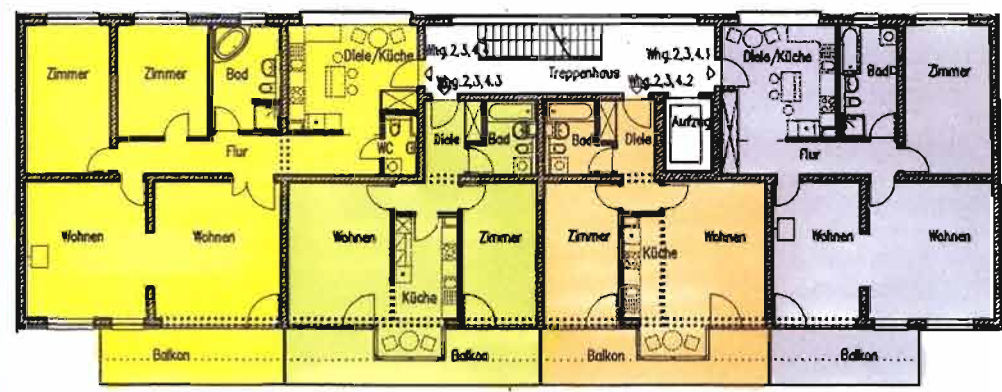 Whg.2,3,4.4
Diele/Küche
Whg.2,3,4.1
Diele/Küche
Zimmer
Zimmer
Bad
Treppenhaus
Bad
Zimmer
Whg.2,3,4.3
Whg.2,3,4.2
Aufzug
WC
Diele
Bad
Bad
Diele
Flur
Flur
Wohnen
Wohnen
Wohnen
Zimmer
Zimmer
Wohnen
Wohnen
Wohnen
Küche
Küche
Balkon
Balkon
Balkon
Balkon